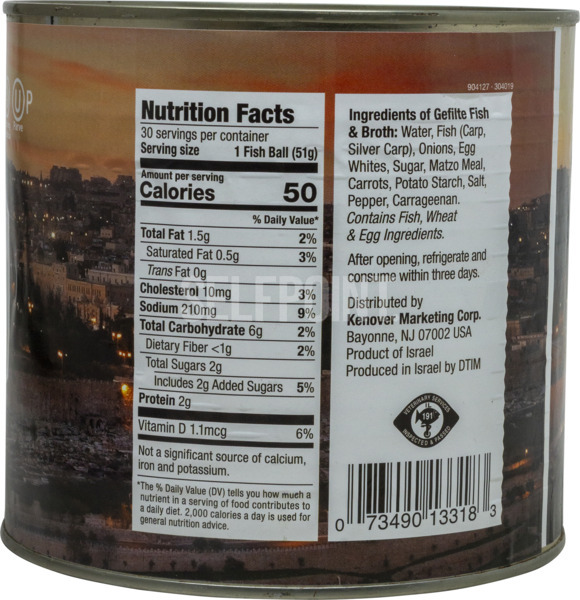 904127 - 304019
U P
Nutrition Facts
30 servings per container
Serving size 1 Fish Ball (51g)
Amount per serving
Calories 50
% Daily Value*
Total Fat 1.5g 2%
Saturated Fat 0.5g 3%
Trans Fat 0g
Cholesterol 10mg 3%
Sodium 210mg 9%
Total Carbohydrate 6g 2%
Dietary Fiber <1g 2%
Total Sugars 2g
Includes 2g Added Sugars 5%
Protein 2g
Vitamin D 1.1mcg 6%
Not a significant source of calcium,
iron and potassium.
*The % Daily Value (DV) tells you how much a
nutrient in a serving of food contributes to
a daily diet. 2,000 calories a day is used for
general nutrition advice.
Ingredients of Gefilte Fish
& Broth: Water, Fish (Carp,
Silver Carp), Onions, Egg
Whites, Sugar, Matzo Meal,
Carrots, Potato Starch, Salt,
Pepper, Carrageenan.
Contains Fish, Wheat
& Egg Ingredients.
After opening, refrigerate and
consume within three days.
Distributed by
Kenover Marketing Corp.
Bayonne, NJ 07002 USA
Product of Israel
Produced in Israel by DTIM
VETERINARY SERVICES
191
INSPECTED & PASSED
0 73490 13318 3
SELFPOINT